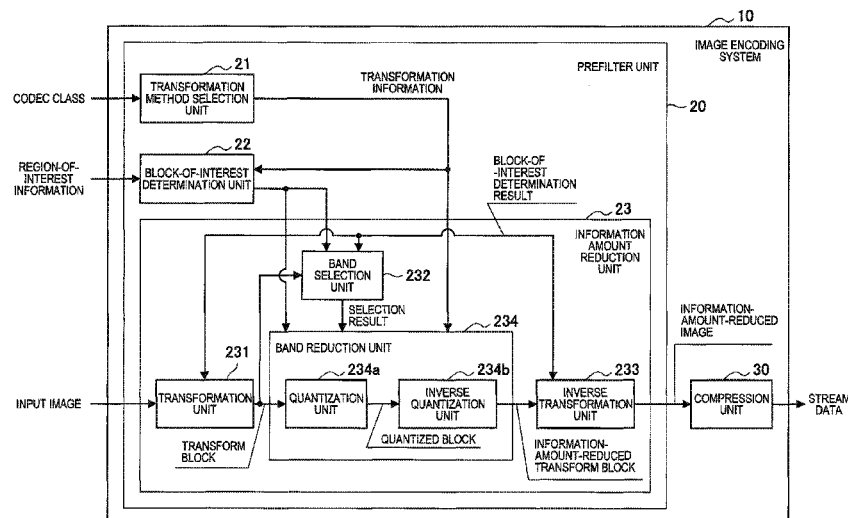 10
IMAGE ENCODING
SYSTEM
PREFILTER UNIT
20
21
TRANSFORMATION
METHOD SELECTION
UNIT
CODEC CLASS
TRANSFORMATION
INFORMATION
22
BLOCK-OF-INTEREST
DETERMINATION UNIT
REGION-OF-
INTEREST
INFORMATION
BLOCK-OF
-INTEREST
DETERMINATION
RESULT
23
INFORMATION
AMOUNT
REDUCTION
UNIT
BAND
SELECTION
UNIT
232
SELECTION
RESULT
234
BAND REDUCTION UNIT
INFORMATION-
AMOUNT-REDUCED
IMAGE
231
234a
234b
233
30
INPUT IMAGE
TRANSFORMATION
UNIT
QUANTIZATION
UNIT
INVERSE
QUANTIZATION
UNIT
INVERSE
TRANSFORMATION
UNIT
COMPRESSION
UNIT
STREAM
DATA
TRANSFORM
BLOCK
QUANTIZED BLOCK
INFORMATION-
AMOUNT-REDUCED
TRANSFORM BLOCK